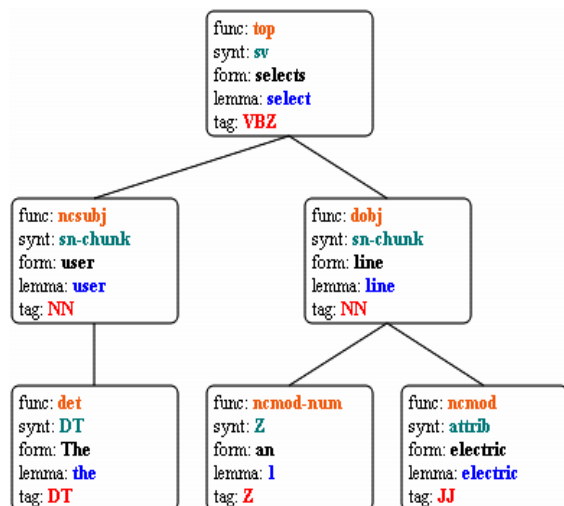 func: top
synt: sv
form: selects
lemma: select
tag: VBZ
func: ncsubj
synt: sn-chunk
form: user
lemma: user
tag: NN
func: dobj
synt: sn-chunk
form: line
lemma: line
tag: NN
func: det
synt: DT
form: The
lemma: the
tag: DT
func: ncmod-num
synt: Z
form: an
lemma: 1
tag: Z
func: ncmod
synt: attrib
form: electric
lemma: electric
tag: JJ